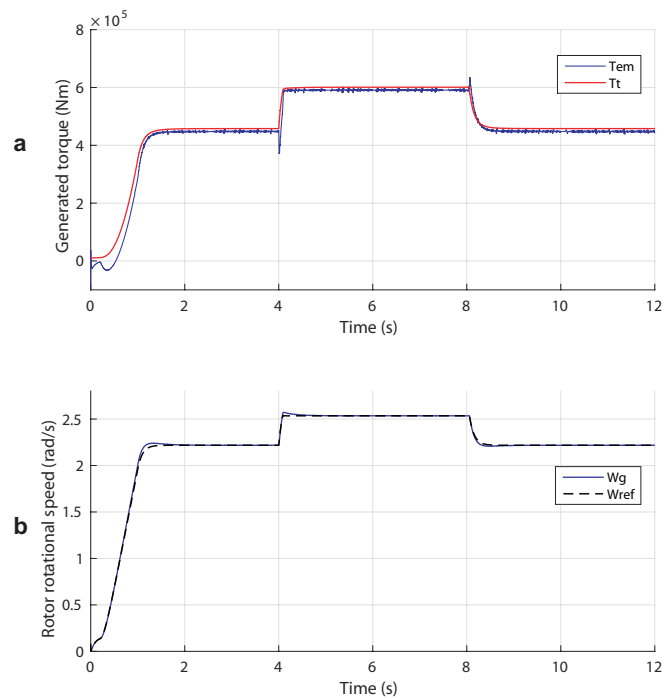 × 10⁵
8
6
4
2
0
Generated torque (Nm)
a
Tem
Tt
0 2 4 6 8 10 12
Time (s)
2.5
2
1.5
1
0.5
0
Rotor rotational speed (rad/s)
b
Wg
Wref
0 2 4 6 8 10 12
Time (s)